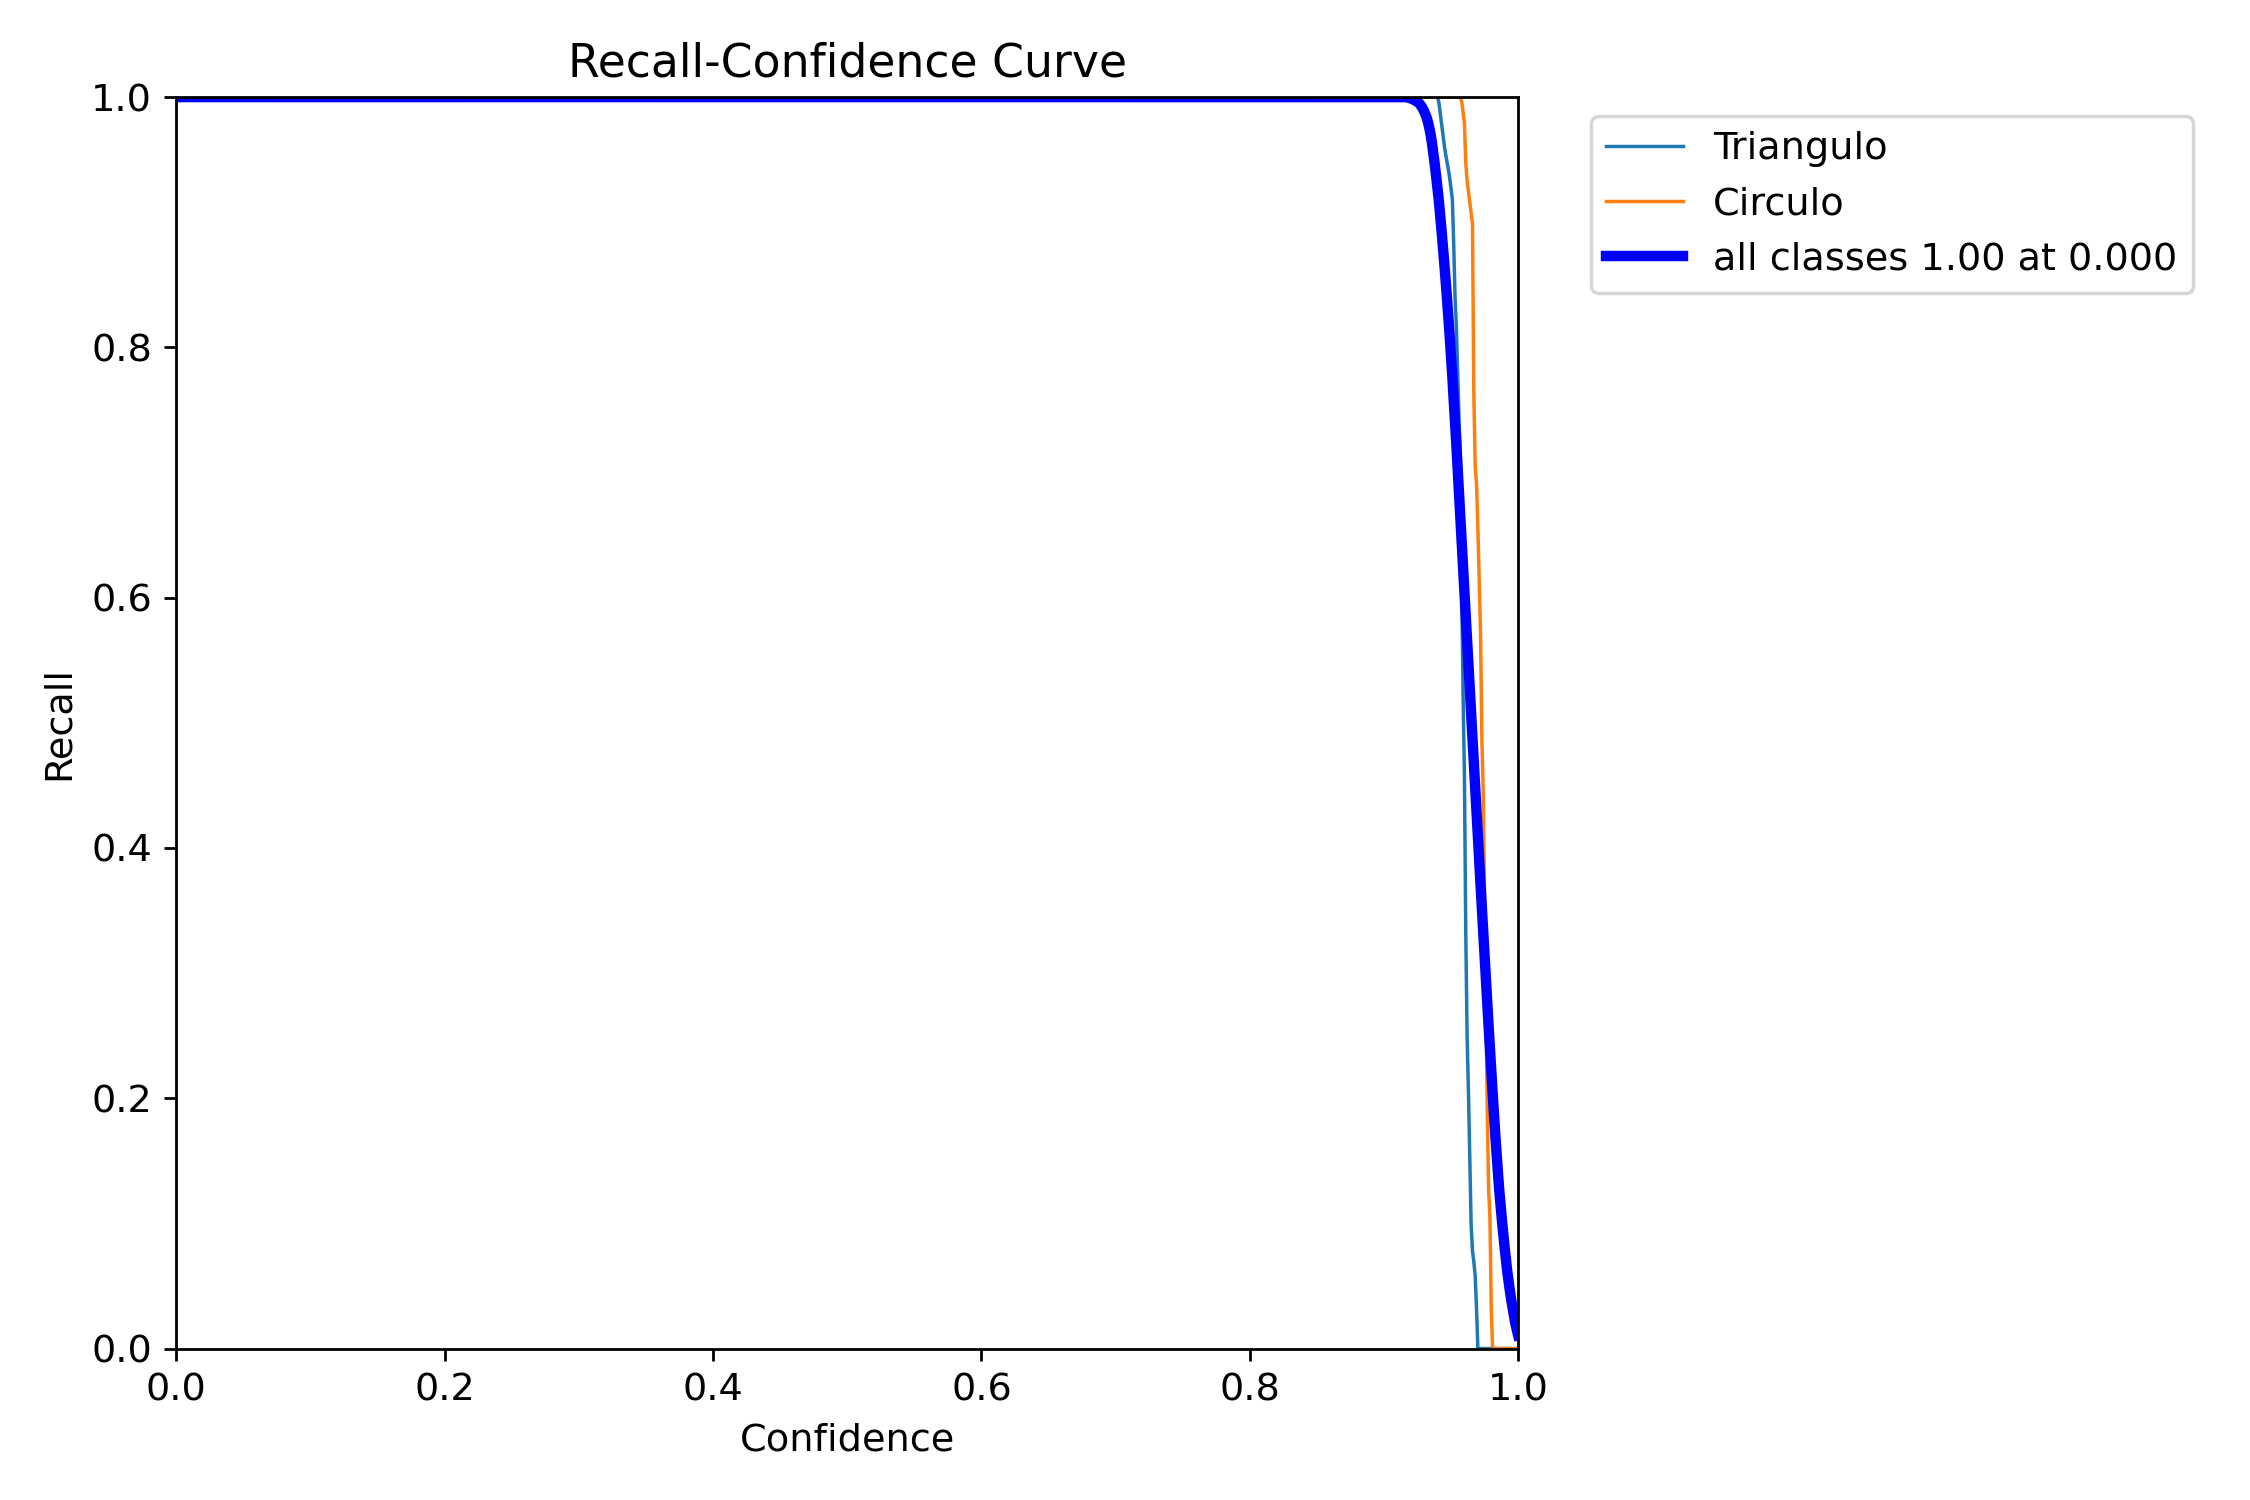 Recall-Confidence Curve
1.0
0.8
0.6
0.4
0.2
0.0
Recall
0.0 0.2 0.4 0.6 0.8 1.0
Confidence
Triangulo
Circulo
all classes 1.00 at 0.000